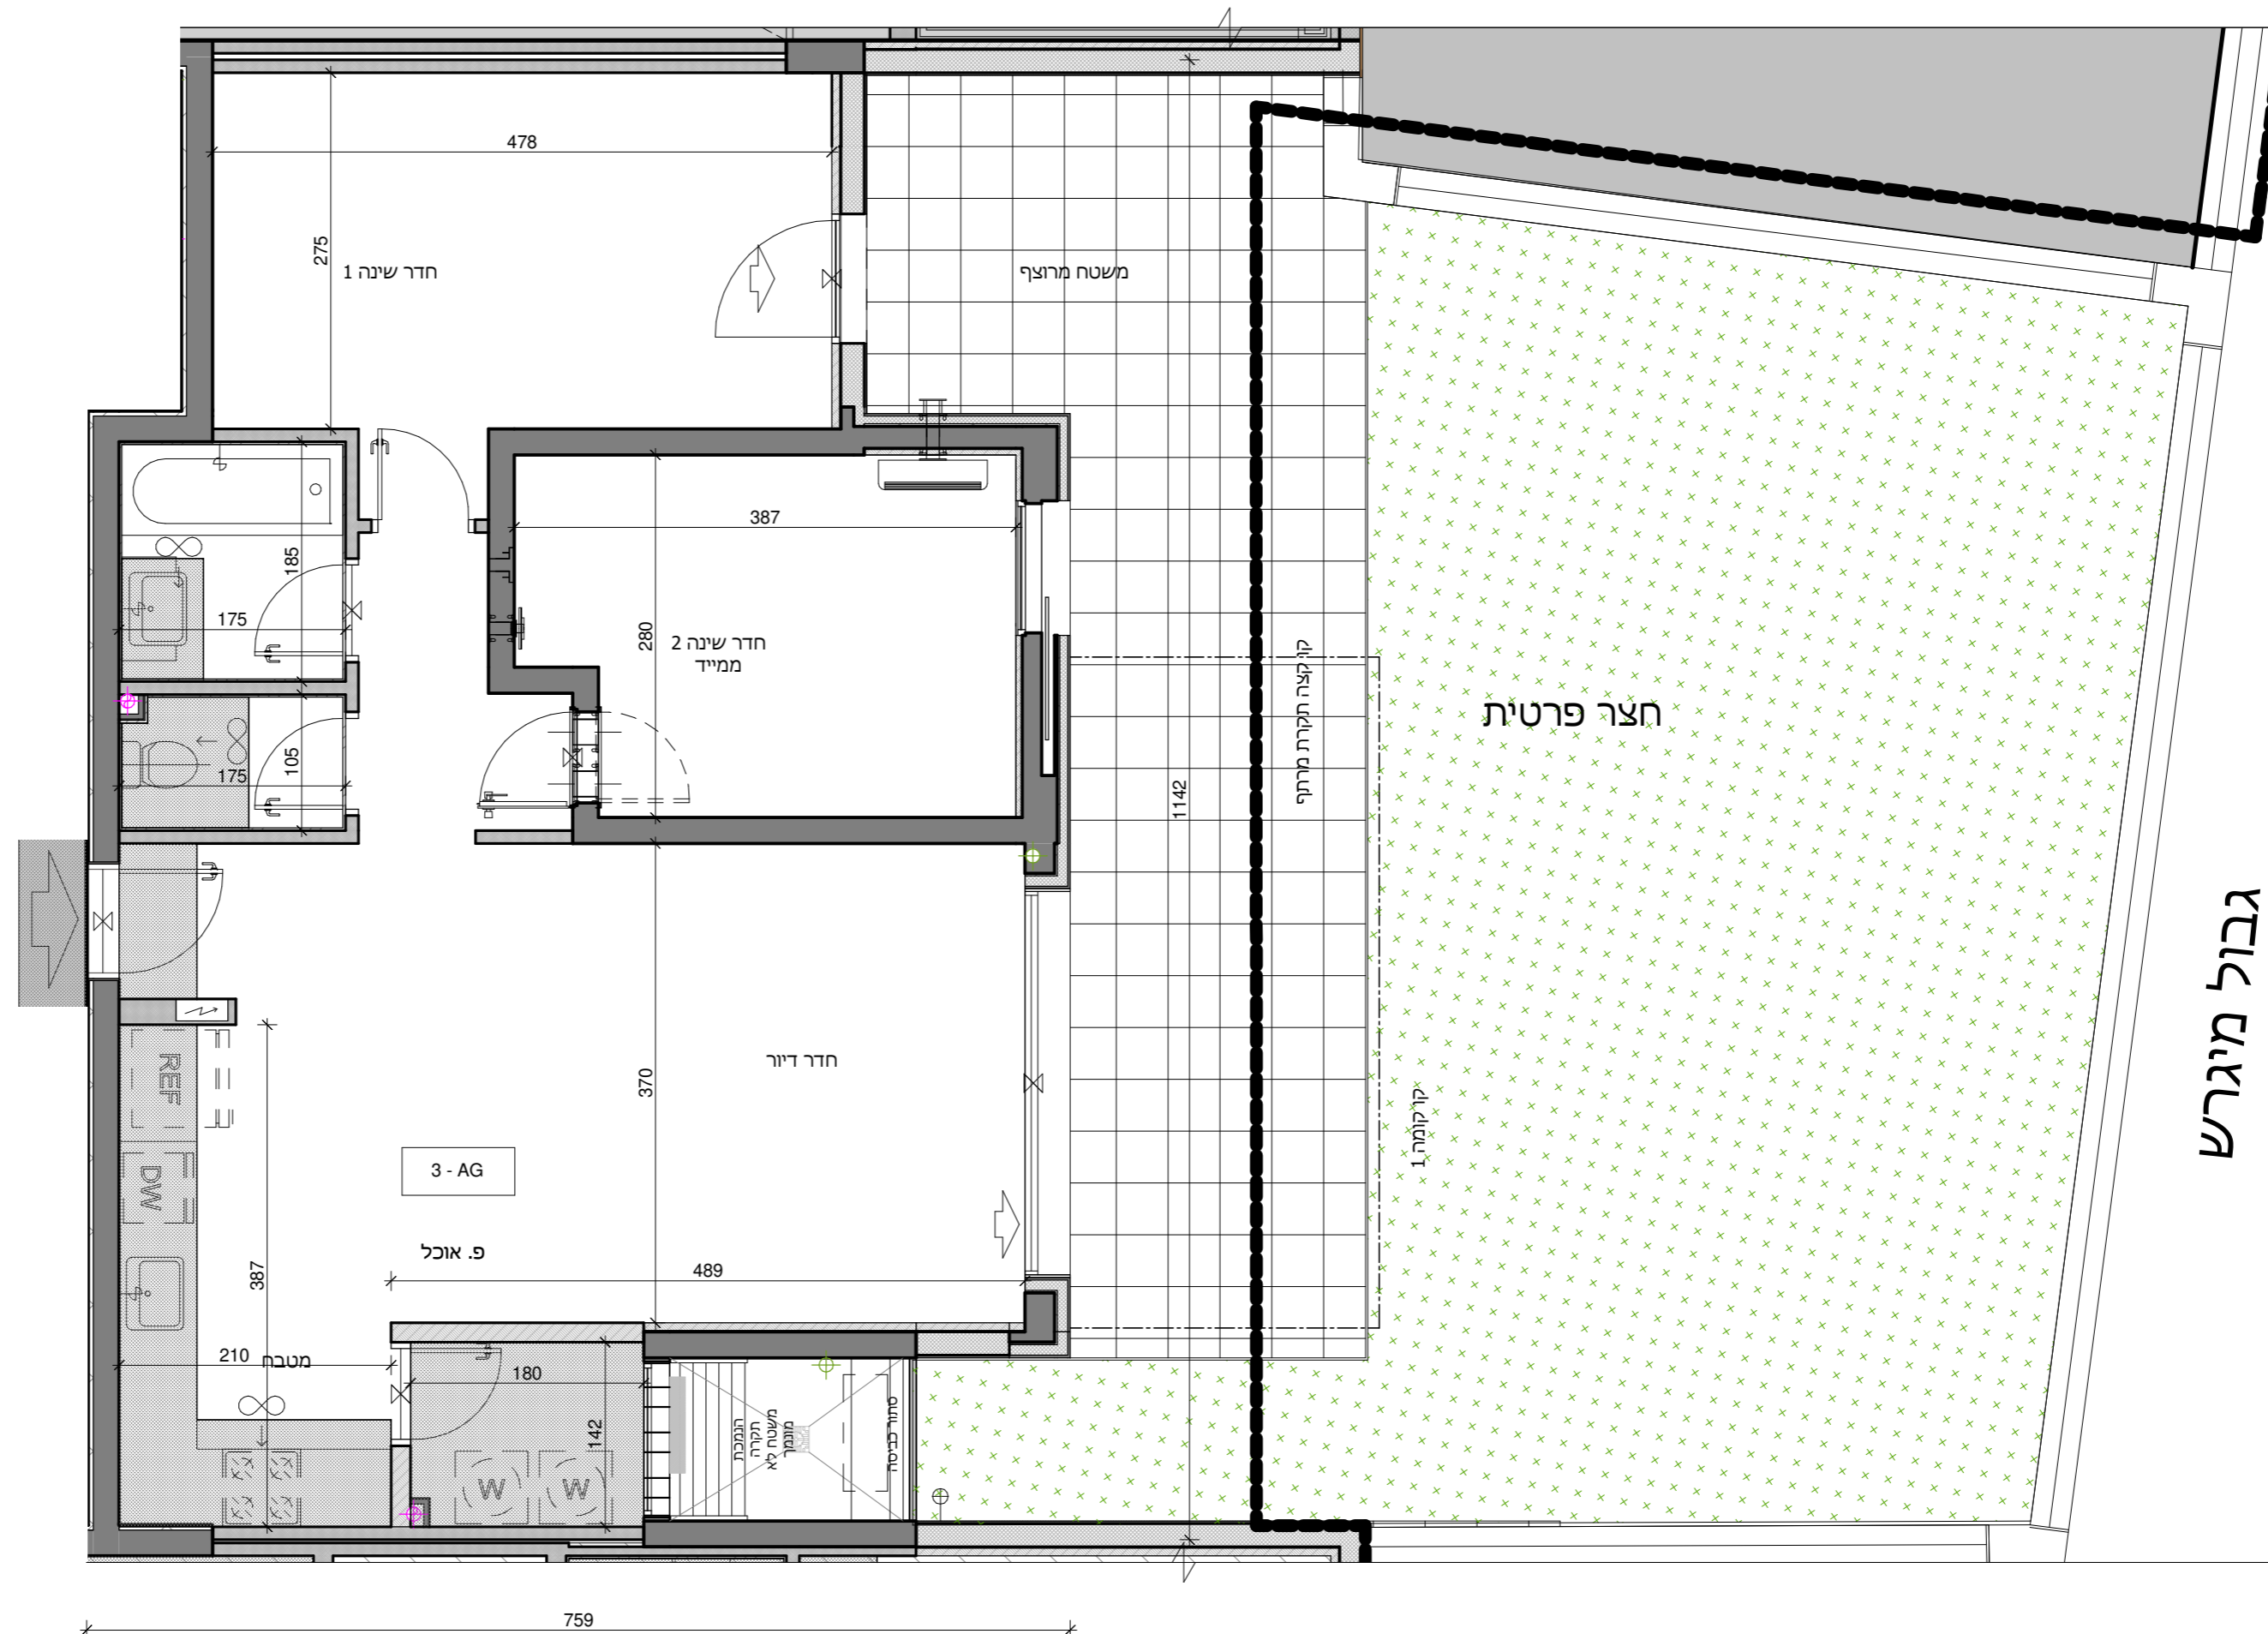 478
275
חדר שינה 1
משטח מרוצף
387
280
חדר שינה 2
ממייד
185
175
105
175
קו קצה תקרת מרתף
חצר פרטית
1142
גבול מיגרש
REF
DW
370
חדר דיור
קו קומה 1
3 - AG
פ. אוכל
489
387
210
מטבח
180
142
W
W
הנמכת
תקרה
משטח לא
מונמך
סתור כביסה
759